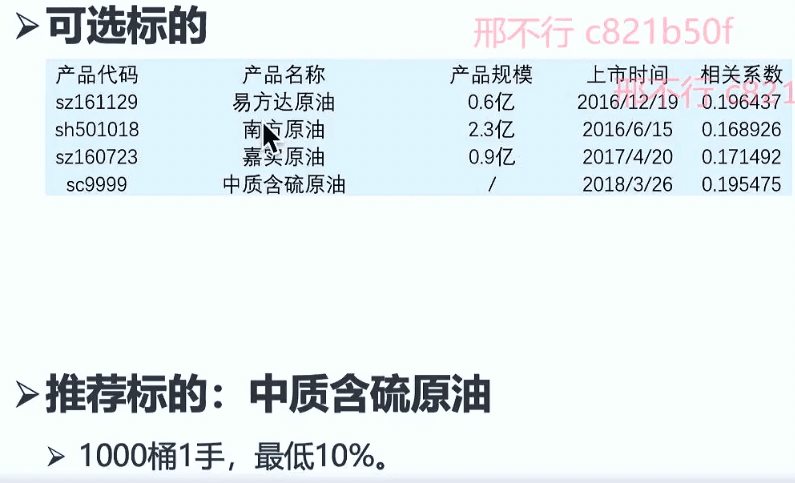 ➢可选标的
邢不行 c821b50f
产品代码 产品名称 产品规模 上市时间 相关系数
邢不行 c821
sz161129 易方达原油 0.6亿 2016/12/19 0.196437
sh501018 南方原油 2.3亿 2016/6/15 0.168926
sz160723 嘉实原油 0.9亿 2017/4/20 0.171492
sc9999 中质含硫原油 / 2018/3/26 0.195475
➢推荐标的：中质含硫原油
➢ 1000桶1手，最低10%。